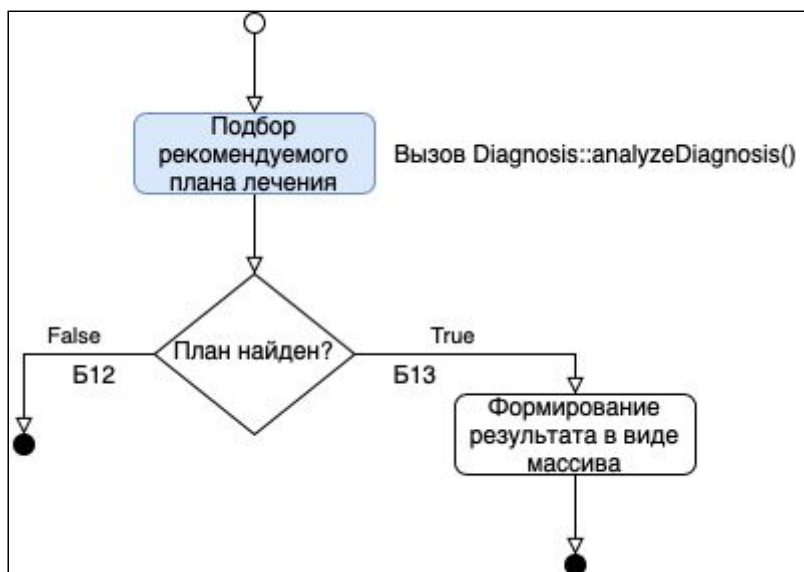 Подбор
рекомендуемого
плана лечения
Вызов Diagnosis::analyzeDiagnosis()
План найден?
False
Б12
True
Б13
Формирование
результата в виде
массива